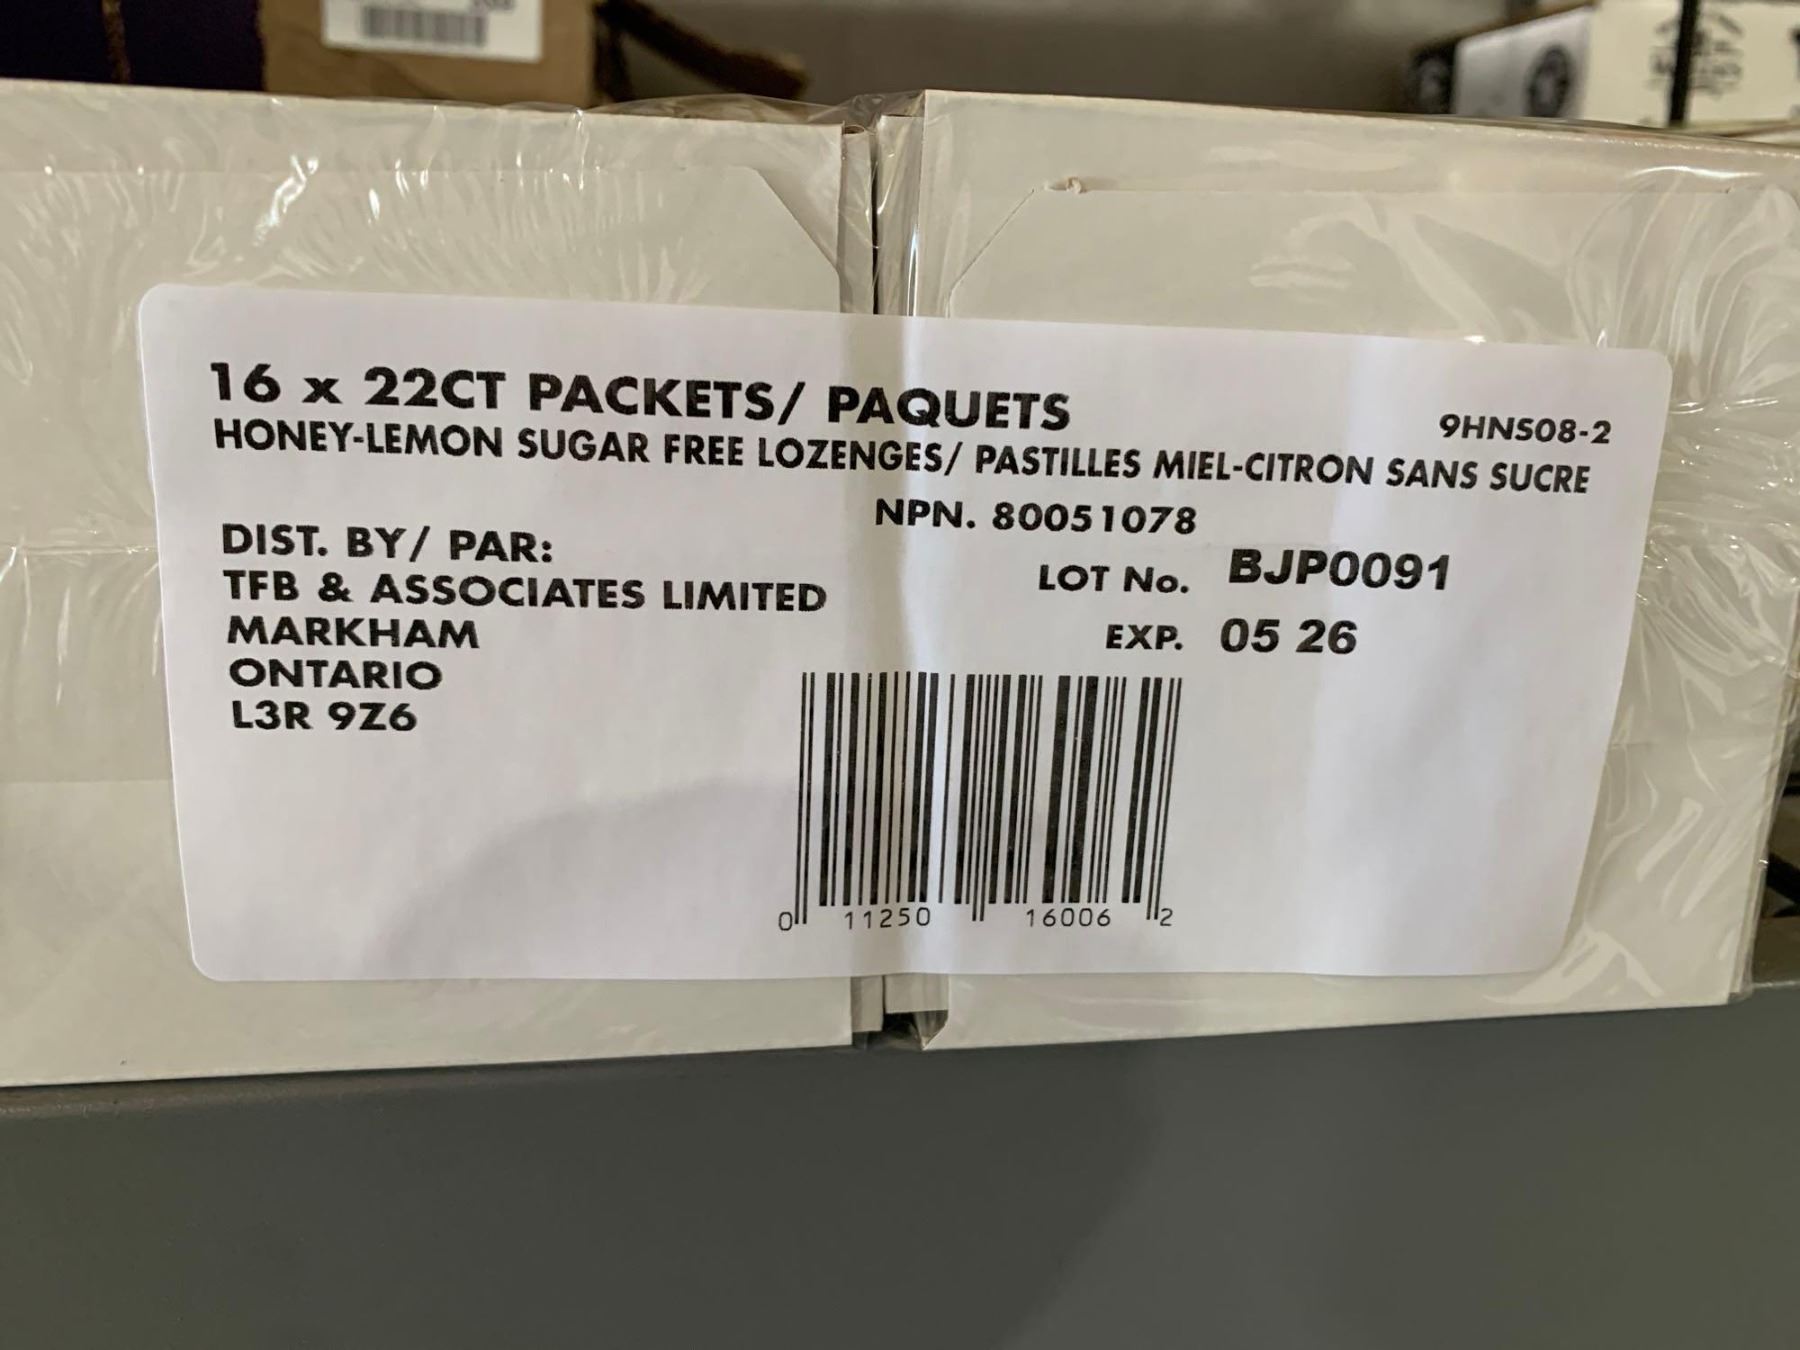 16 x 22CT PACKETS/ PAQUETS
9HNS08-2
HONEY-LEMON SUGAR FREE LOZENGES/ PASTILLES MIEL-CITRON SANS SUCRE
NPN. 80051078
DIST. BY/ PAR:
TFB & ASSOCIATES LIMITED
MARKHAM
ONTARIO
L3R 9Z6
LOT No. BJP0091
EXP. 05 26
0 11250 16006 2